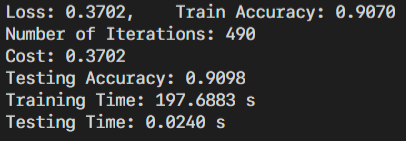 Loss: 0.3702,    Train Accuracy: 0.9070
Number of Iterations: 490
Cost: 0.3702
Testing Accuracy: 0.9098
Training Time: 197.6883 s
Testing Time: 0.0240 s